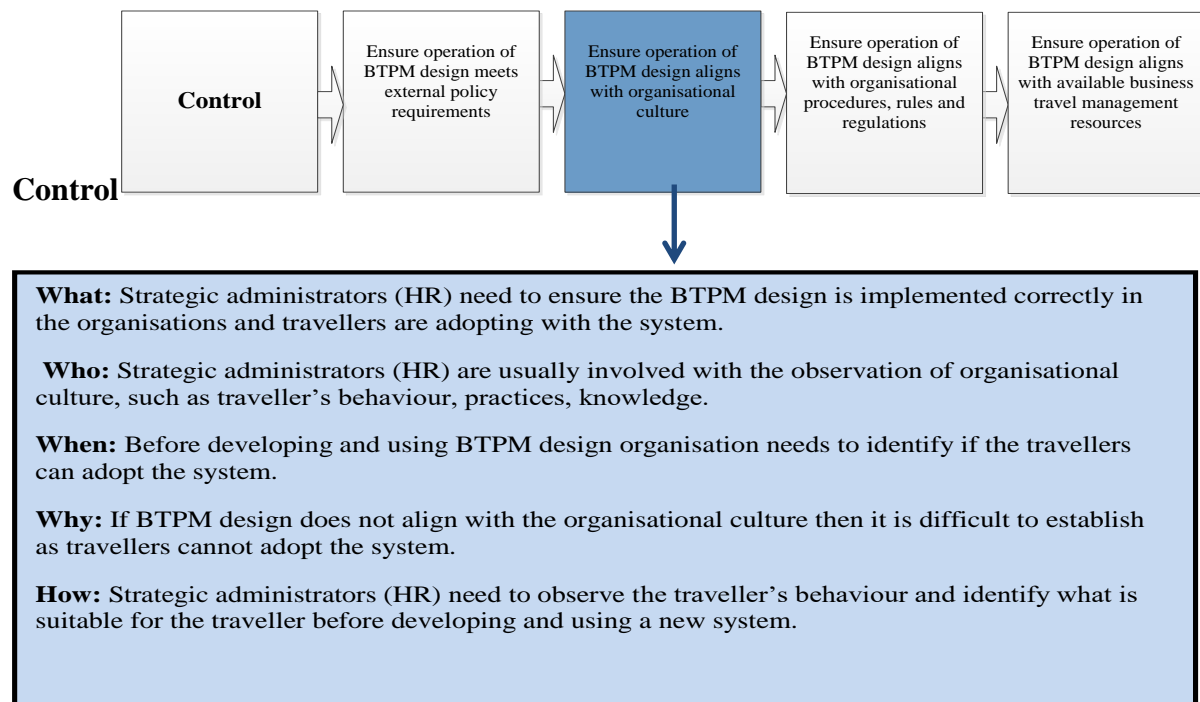 Control
Ensure operation of
BTPM design meets
external policy
requirements
Ensure operation of
BTPM design aligns
with organisational
culture
Ensure operation of
BTPM design aligns
with organisational
procedures, rules and
regulations
Ensure operation of
BTPM design aligns
with available business
travel management
resources
Control
What: Strategic administrators (HR) need to ensure the BTPM design is implemented correctly in
the organisations and travellers are adopting with the system.
Who: Strategic administrators (HR) are usually involved with the observation of organisational
culture, such as traveller's behaviour, practices, knowledge.
When: Before developing and using BTPM design organisation needs to identify if the travellers
can adopt the system.
Why: If BTPM design does not align with the organisational culture then it is difficult to establish
as travellers cannot adopt the system.
How: Strategic administrators (HR) need to observe the traveller's behaviour and identify what is
suitable for the traveller before developing and using a new system.